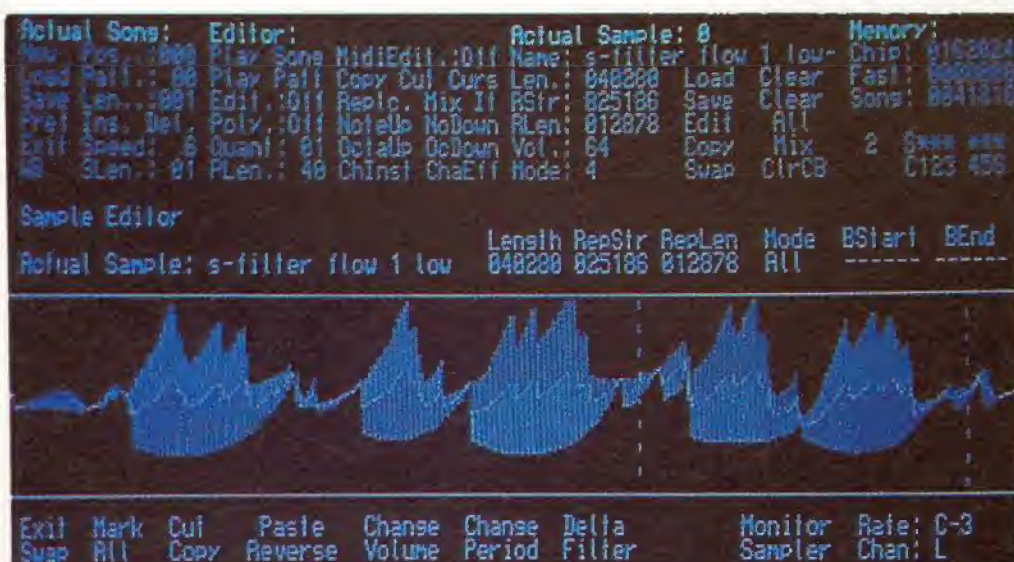 Actual Song: Editor: Actual Sample: 0 Memory:
New Pos.:000 Play Song MidiEdit.:Off Name: s-filter flow 1 low- Chip:
Load Patt.: 00 Play Patt Copy Cut Curs Len.: 040280 Load Clear Fast:
Save Len..:001 Edit.:Off Replc. Mix If RStr: 025186 Save Clear Song:
Pref Ins. Del. Poly.:Off NoteUp NoDown RLen: 012878 Edit All
Exit Speed: 6 Quant: 01 OctaUp OcDown Vol.: 64 Copy Mix 2 S*** ***
SLen.: 01 PLen.: 40 ChInst ChaEff Mode: 4 Swap ClrCB C123 456
Sample Editor
Length RepStr RepLen Mode BStart BEnd
Actual Sample: s-filter flow 1 low 040280 025186 012878 All ------ ------
Exit Mark Cut Paste Change Change Delta Monitor Rate: C-3
Swap All Copy Reverse Volume Period Filter Sampler Chan: L